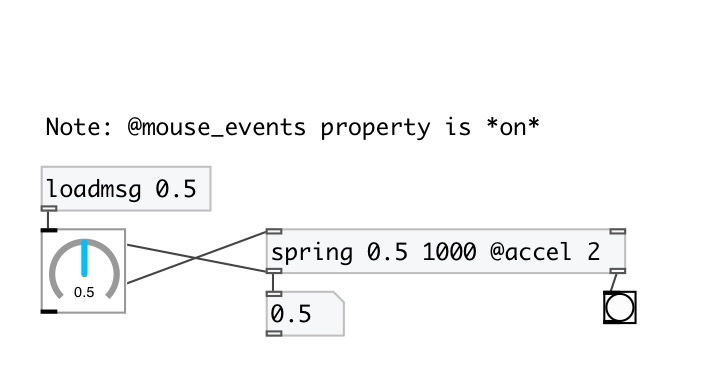 Note: @mouse_events property is *on*
loadmsg 0.5
spring 0.5 1000 @accel 2
0.5
0.5